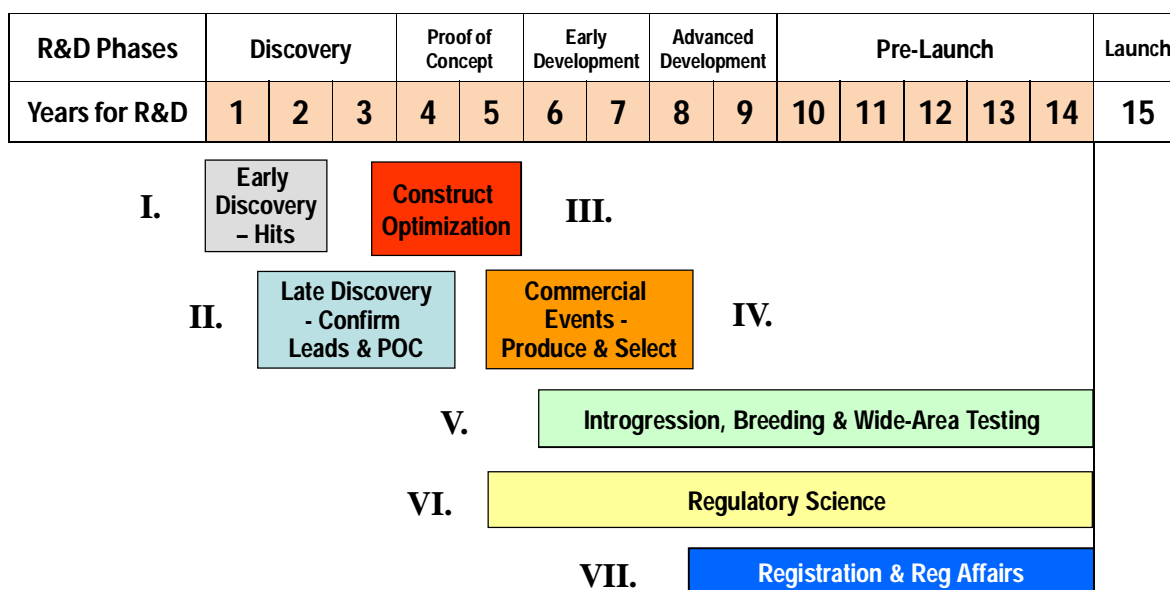 R&D Phases Discovery Proof of Concept Early Development Advanced Development Pre-Launch Launch
Years for R&D 1 2 3 4 5 6 7 8 9 10 11 12 13 14 15
I.
Early
Discovery
– Hits
Construct
Optimization
III.
II.
Late Discovery
- Confirm
Leads & POC
Commercial
Events -
Produce & Select
IV.
V.
Introgression, Breeding & Wide-Area Testing
VI.
Regulatory Science
VII.
Registration & Reg Affairs